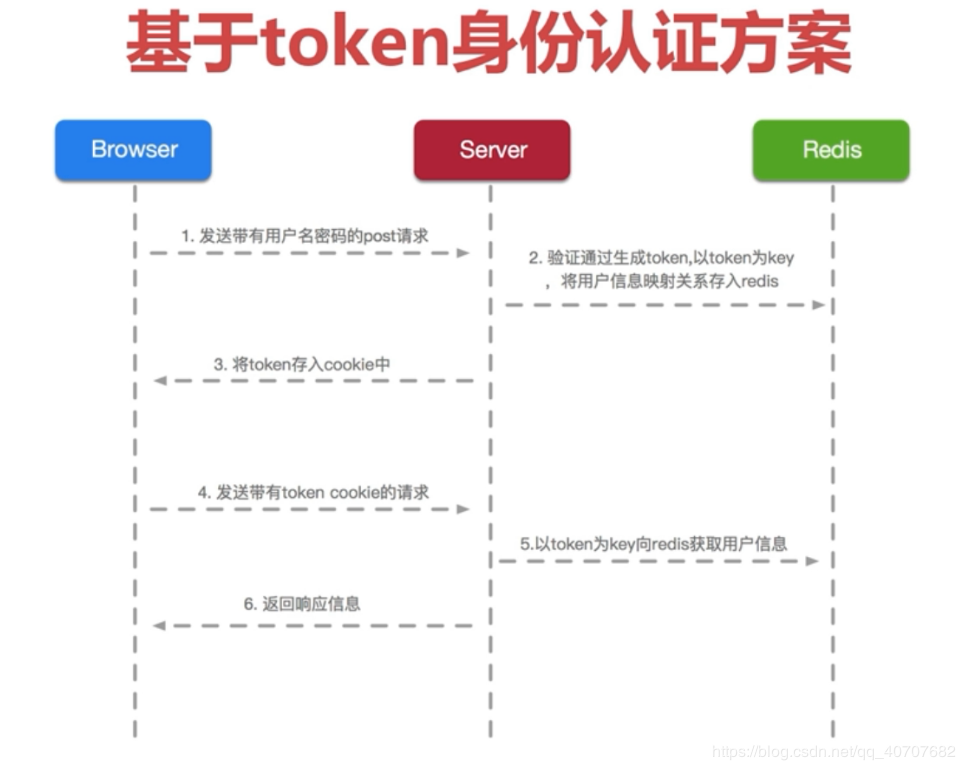 基于token身份认证方案
Browser
Server
Redis
1. 发送带有用户名密码的post请求
2. 验证通过生成token,以token为key
，将用户信息映射关系存入redis
3. 将token存入cookie中
4. 发送带有token cookie的请求
5.以token为key向redis获取用户信息
6. 返回响应信息
https://blog.csdn.net/qq_40707682